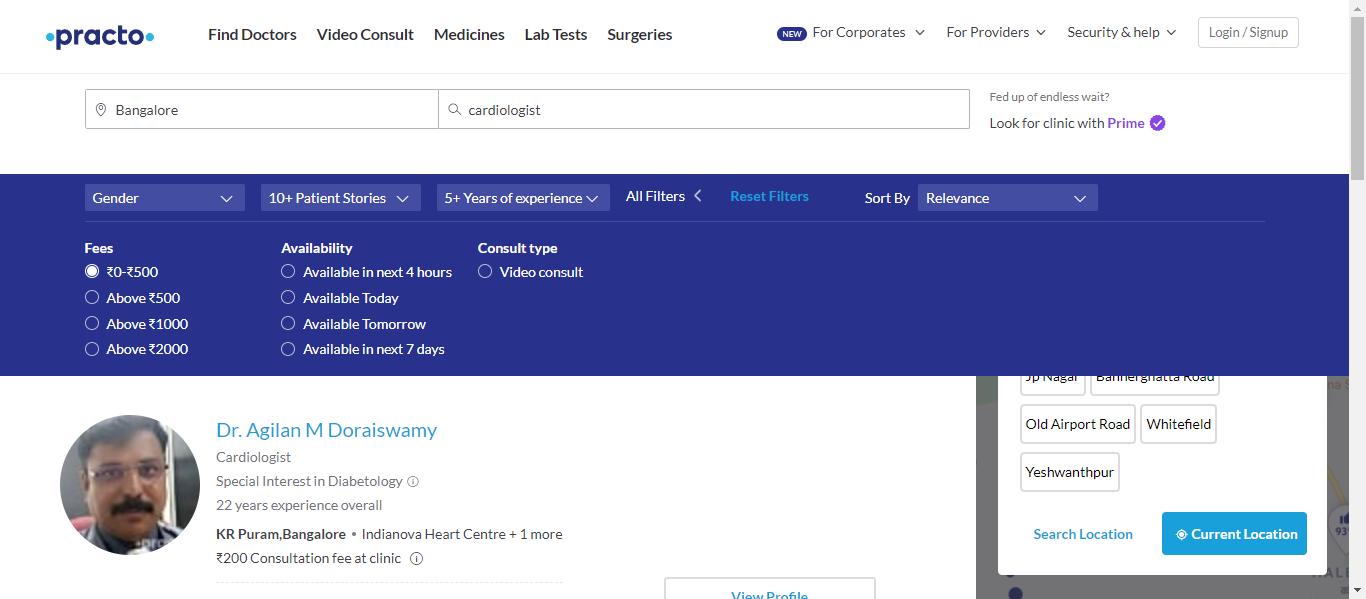 practo
Find Doctors Video Consult Medicines Lab Tests Surgeries
NEW For Corporates For Providers Security & help Login / Signup
Bangalore cardiologist
Fed up of endless wait?
Look for clinic with Prime
Gender 10+ Patient Stories 5+ Years of experience All Filters Reset Filters Sort By Relevance
Fees Availability Consult type
₹0-₹500 Available in next 4 hours Video consult
Above ₹500 Available Today
Above ₹1000 Available Tomorrow
Above ₹2000 Available in next 7 days
Jp Nagar Bannerghatta Road
Old Airport Road Whitefield
Yeshwanthpur
Search Location Current Location
Dr. Agilan M Doraiswamy
Cardiologist
Special Interest in Diabetology
22 years experience overall
KR Puram,Bangalore • Indianova Heart Centre + 1 more
₹200 Consultation fee at clinic
View Profile